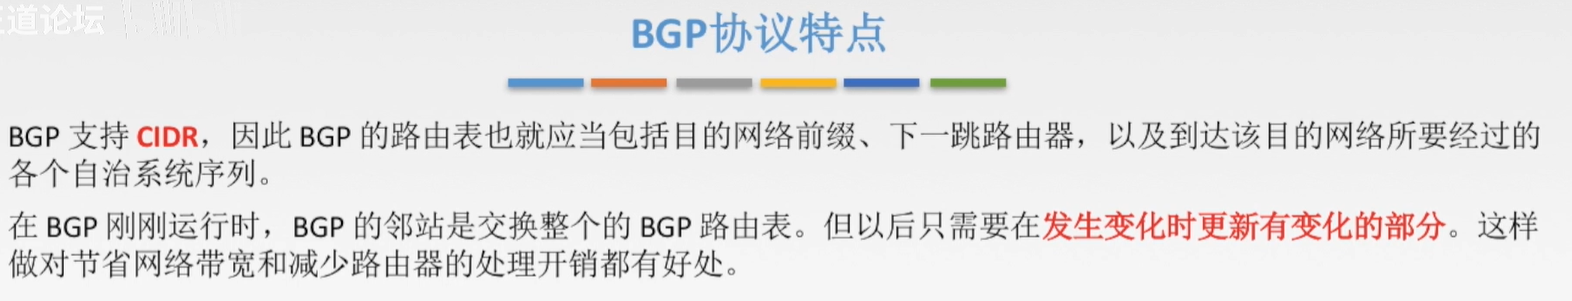 道论坛
BGP协议特点
BGP 支持 CIDR，因此 BGP 的路由表也就应当包括目的网络前缀、下一跳路由器，以及到达该目的网络所要经过的
各个自治系统序列。
在 BGP 刚刚运行时，BGP 的邻站是交换整个的 BGP 路由表。但以后只需要在发生变化时更新有变化的部分。这样
做对节省网络带宽和减少路由器的处理开销都有好处。